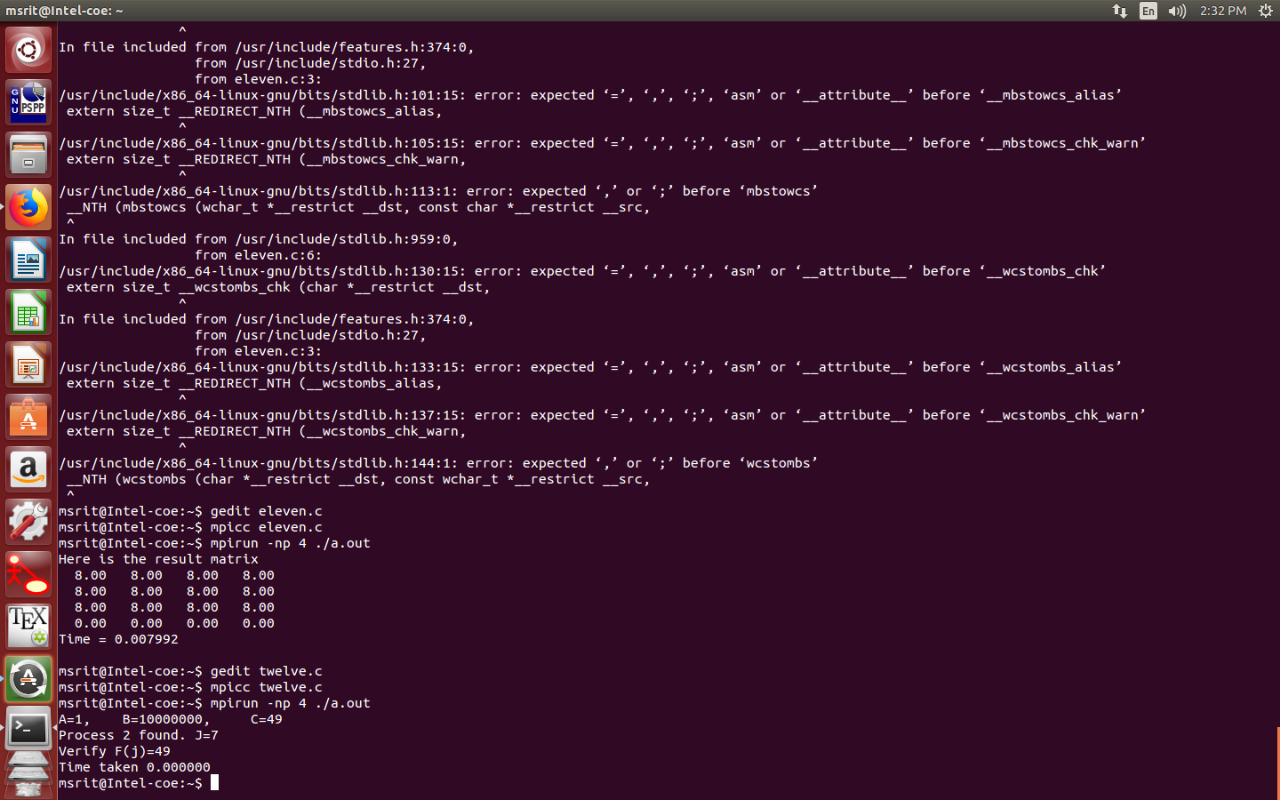 msrit@Intel-coe: ~
En
2:32 PM
^
In file included from /usr/include/features.h:374:0,
                 from /usr/include/stdio.h:27,
                 from eleven.c:3:
/usr/include/x86_64-linux-gnu/bits/stdlib.h:101:15: error: expected ‘=’, ‘,’, ‘;’, ‘asm’ or ‘__attribute__’ before ‘__mbstowcs_alias’
 extern size_t __REDIRECT_NTH (__mbstowcs_alias,
               ^
/usr/include/x86_64-linux-gnu/bits/stdlib.h:105:15: error: expected ‘=’, ‘,’, ‘;’, ‘asm’ or ‘__attribute__’ before ‘__mbstowcs_chk_warn’
 extern size_t __REDIRECT_NTH (__mbstowcs_chk_warn,
               ^
/usr/include/x86_64-linux-gnu/bits/stdlib.h:113:1: error: expected ‘,’ or ‘;’ before ‘mbstowcs’
 __NTH (mbstowcs (wchar_t *__restrict __dst, const char *__restrict __src,
 ^
In file included from /usr/include/stdlib.h:959:0,
                 from eleven.c:6:
/usr/include/x86_64-linux-gnu/bits/stdlib.h:130:15: error: expected ‘=’, ‘,’, ‘;’, ‘asm’ or ‘__attribute__’ before ‘__wcstombs_chk’
 extern size_t __wcstombs_chk (char *__restrict __dst,
               ^
In file included from /usr/include/features.h:374:0,
                 from /usr/include/stdio.h:27,
                 from eleven.c:3:
/usr/include/x86_64-linux-gnu/bits/stdlib.h:133:15: error: expected ‘=’, ‘,’, ‘;’, ‘asm’ or ‘__attribute__’ before ‘__wcstombs_alias’
 extern size_t __REDIRECT_NTH (__wcstombs_alias,
               ^
/usr/include/x86_64-linux-gnu/bits/stdlib.h:137:15: error: expected ‘=’, ‘,’, ‘;’, ‘asm’ or ‘__attribute__’ before ‘__wcstombs_chk_warn’
 extern size_t __REDIRECT_NTH (__wcstombs_chk_warn,
               ^
/usr/include/x86_64-linux-gnu/bits/stdlib.h:144:1: error: expected ‘,’ or ‘;’ before ‘wcstombs’
 __NTH (wcstombs (char *__restrict __dst, const wchar_t *__restrict __src,
 ^
msrit@Intel-coe:~$ gedit eleven.c
msrit@Intel-coe:~$ mpicc eleven.c
msrit@Intel-coe:~$ mpirun -np 4 ./a.out
Here is the result matrix
  8.00   8.00   8.00   8.00
  8.00   8.00   8.00   8.00
  8.00   8.00   8.00   8.00
  0.00   0.00   0.00   0.00
Time = 0.007992
msrit@Intel-coe:~$ gedit twelve.c
msrit@Intel-coe:~$ mpicc twelve.c
msrit@Intel-coe:~$ mpirun -np 4 ./a.out
A=1,    B=10000000,     C=49
Process 2 found. J=7
Verify F(j)=49
Time taken 0.000000
msrit@Intel-coe:~$
GNU
PSPP
a
TEX
A
>_